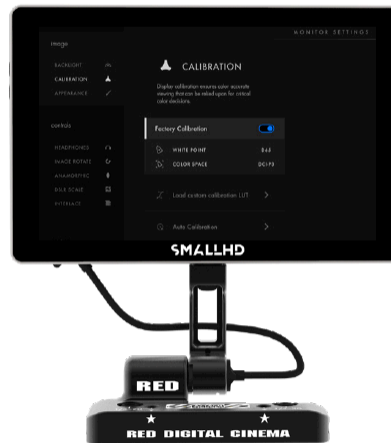 MONITOR SETTINGS
image
BACKLIGHT
CALIBRATION
APPEARANCE
CALIBRATION
Display calibration ensures color accurate
viewing that can be relied upon for critical
color decisions.
Factory Calibration
WHITE POINT D65
COLOR SPACE DCIP3
Load custom calibration LUT
Auto Calibration
controls
HEADPHONES
IMAGE ROTATE
ANAMORPHIC
DULK SCALE
INTERLACE
SMALLHD
RED
RED DIGITAL CINEMA